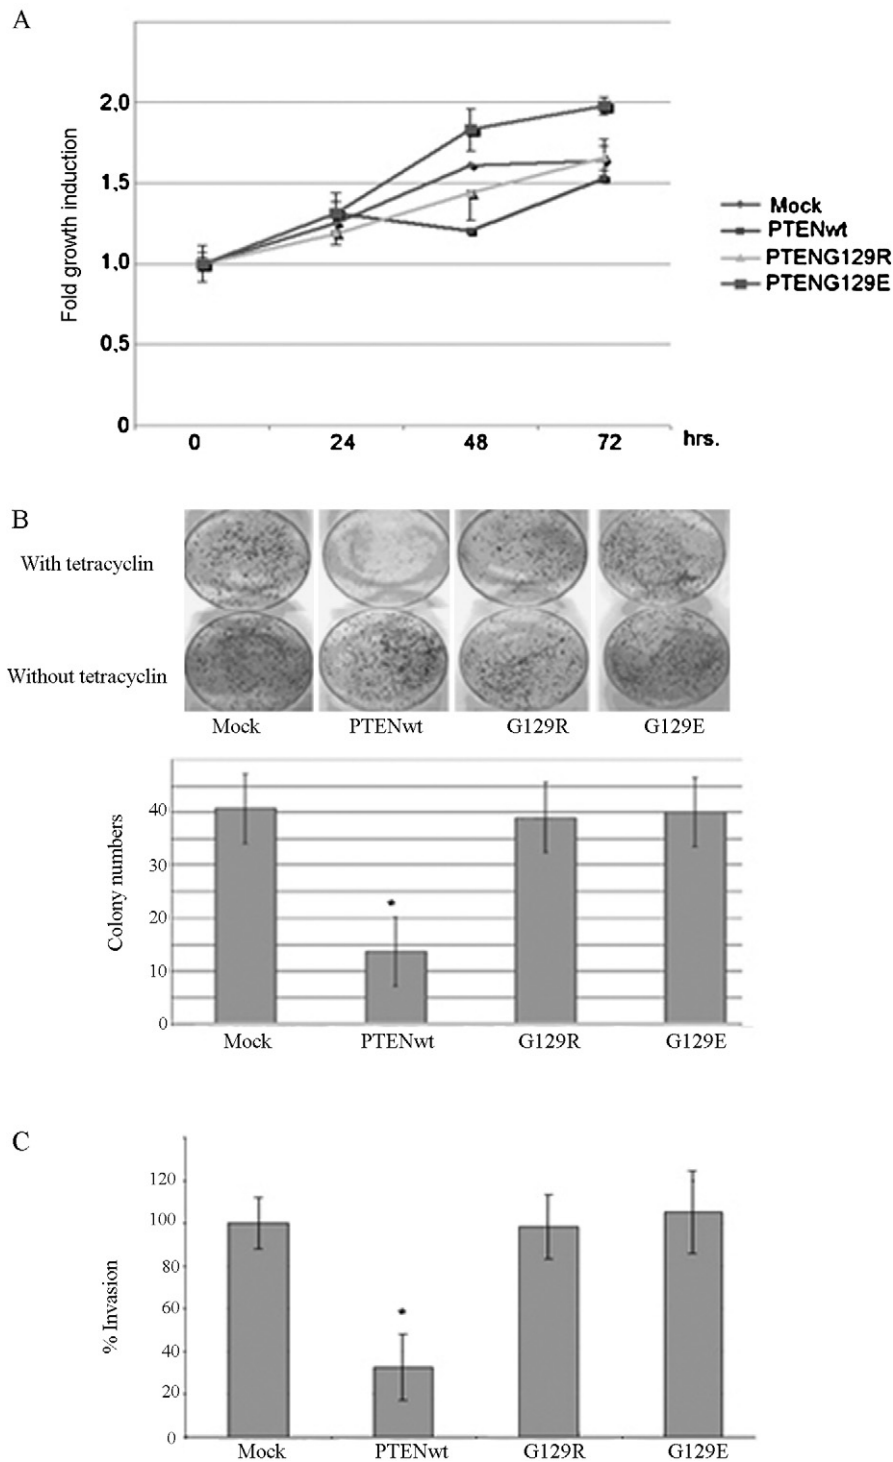 A
Fold growth induction
2.0
1.5
1.0
0,5
0
0 24 48 72 hrs.
Mock
PTENwt
PTENG129R
PTENG129E
B
With tetracyclin
Without tetracyclin
Mock PTENwt G129R G129E
Colony numbers
40
30
20
10
0
Mock PTENwt G129R G129E
*
C
% Invasion
120
100
80
60
40
20
0
Mock PTENwt G129R G129E
*